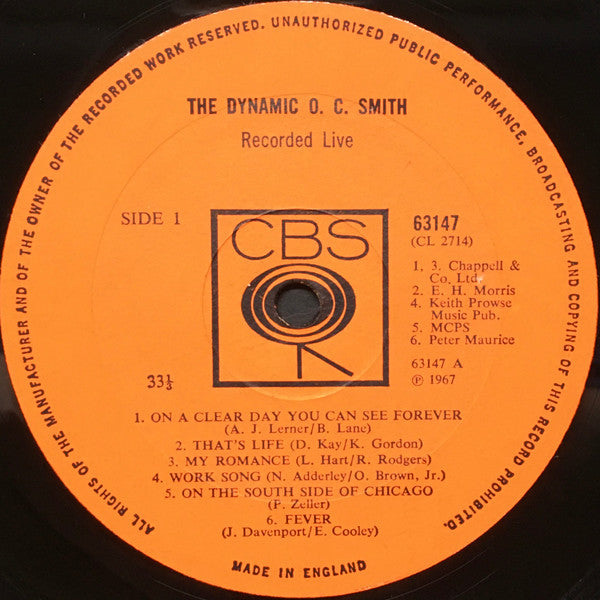 ALL RIGHTS OF THE MANUFACTURER AND OF THE OWNER OF THE RECORDED WORK RESERVED. UNAUTHORIZED PUBLIC PERFORMANCE, BROADCASTING AND COPYING OF THIS RECORD PROHIBITED.
THE DYNAMIC O. C. SMITH
Recorded Live
SIDE 1
CBS
63147
(CL 2714)
1, 3. Chappell &
Co. Ltd.
2. E. H. Morris
4. Keith Prowse
Music Pub.
5. MCPS
6. Peter Maurice
33⅓
63147 A
℗ 1967
1. ON A CLEAR DAY YOU CAN SEE FOREVER
(A. J. Lerner/B. Lane)
2. THAT'S LIFE (D. Kay/K. Gordon)
3. MY ROMANCE (L. Hart/R. Rodgers)
4. WORK SONG (N. Adderley/O. Brown, Jr.)
5. ON THE SOUTH SIDE OF CHICAGO
(P. Zeller)
6. FEVER
(J. Davenport/E. Cooley)
MADE IN ENGLAND